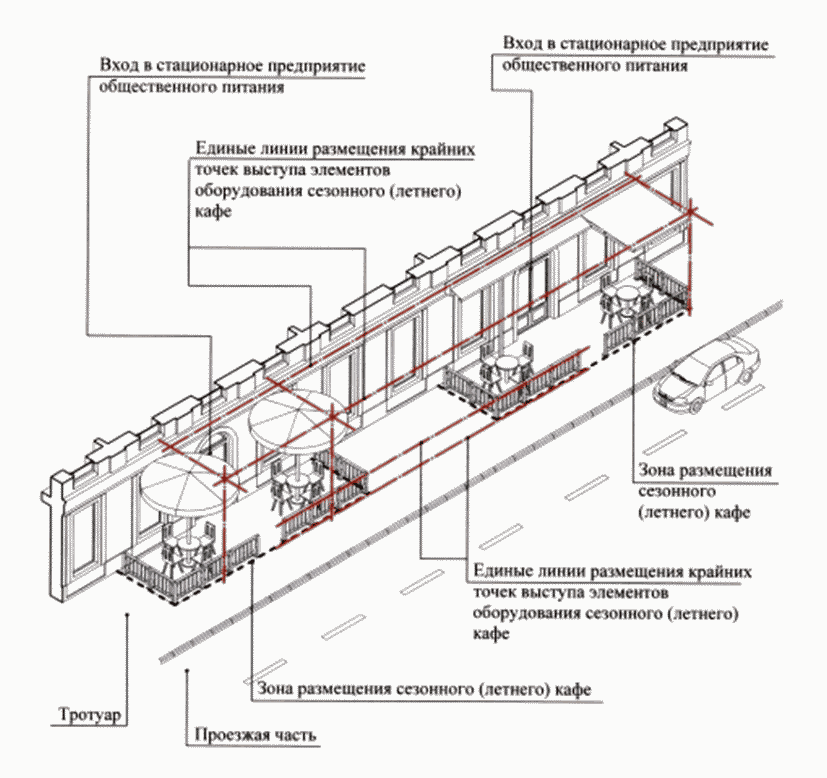 Вход в стационарное предприятие
общественного питания
Вход в стационарное предприятие
общественного питания
Единые линии размещения крайних
точек выступа элементов
оборудования сезонного (летнего)
кафе
Зона размещения
сезонного
(летнего) кафе
Единые линии размещения крайних
точек выступа элементов
оборудования сезонного (летнего)
кафе
Зона размещения сезонного (летнего) кафе
Тротуар
Проезжая часть